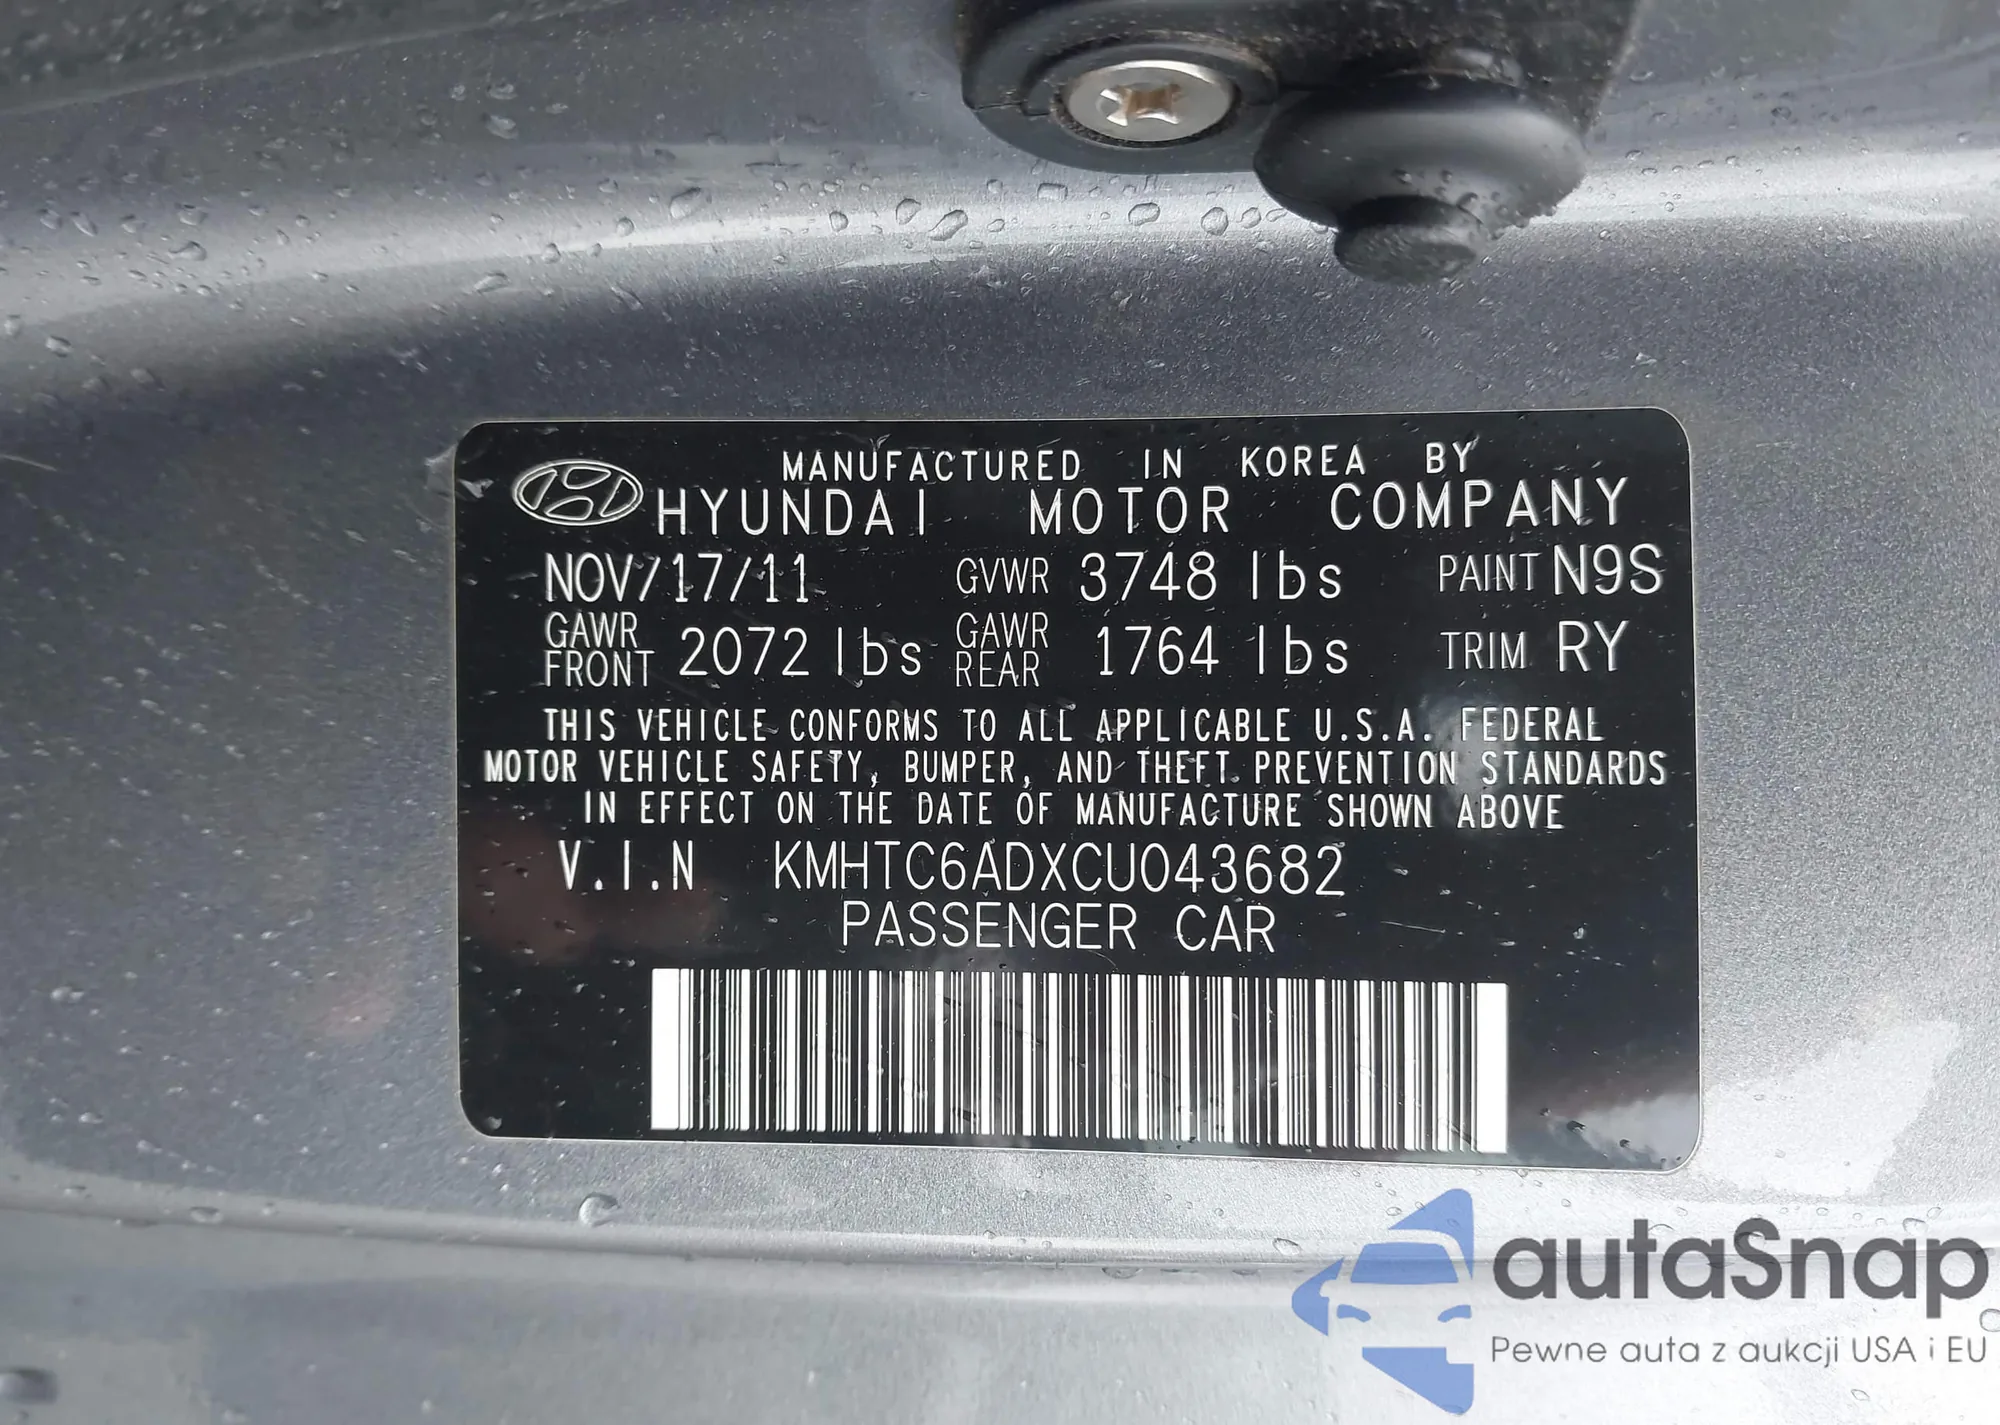 MANUFACTURED IN KOREA BY
HYUNDAI MOTOR COMPANY
NOV/17/11 GVWR 3748 lbs PAINT N9S
GAWR FRONT 2072 lbs GAWR REAR 1764 lbs TRIM RY
THIS VEHICLE CONFORMS TO ALL APPLICABLE U.S.A. FEDERAL
MOTOR VEHICLE SAFETY, BUMPER, AND THEFT PREVENTION STANDARDS
IN EFFECT ON THE DATE OF MANUFACTURE SHOWN ABOVE
V.I.N KMHTC6ADXCU043682
PASSENGER CAR
autaSnap
Pewne auta z aukcji USA i EU